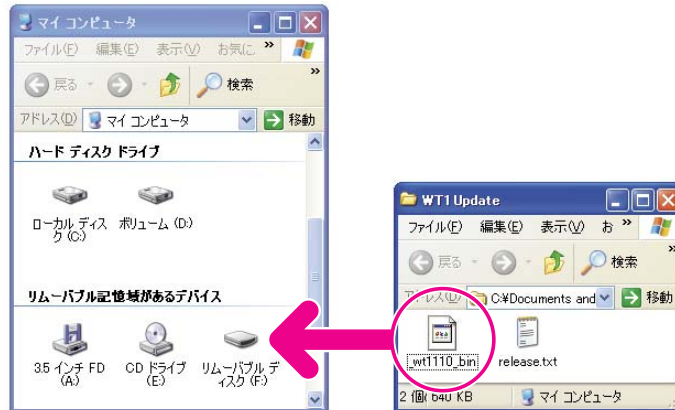 マイ コンピュータ
ファイル(F) 編集(E) 表示(V) お気に »
戻る 検索 »
アドレス(D) マイ コンピュータ 移動
ハード ディスク ドライブ
ローカル ディスク (C:)
ボリューム (D:)
リムーバブル記憶域があるデバイス
3.5 インチ FD (A:)
CD ドライブ (E:)
リムーバブル ディスク (F:)
WT1 Update
ファイル(F) 編集(E) 表示(V) お »
戻る 検索 »
アドレス(D) C:¥Documents and 移動
_wt1110_bin
release.txt
2 個( 640 KB マイ コンピュータ